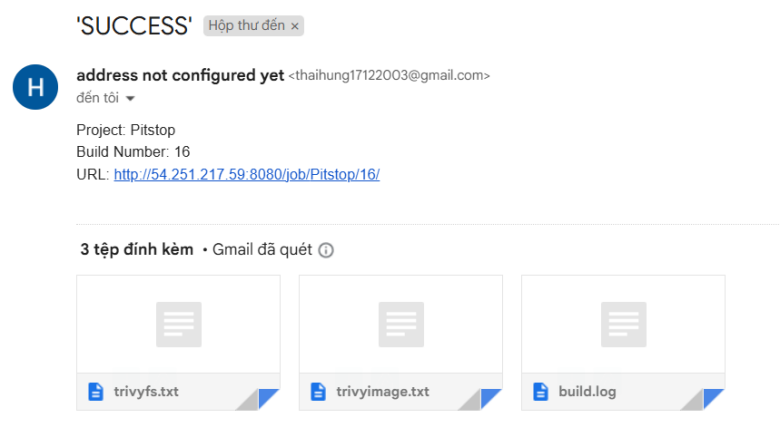 'SUCCESS' Hộp thư đến ×
H
address not configured yet <thaihung17122003@gmail.com>
đến tôi
Project: Pitstop
Build Number: 16
URL: http://54.251.217.59:8080/job/Pitstop/16/
3 tệp đính kèm • Gmail đã quét
trivyfs.txt
trivyimage.txt
build.log